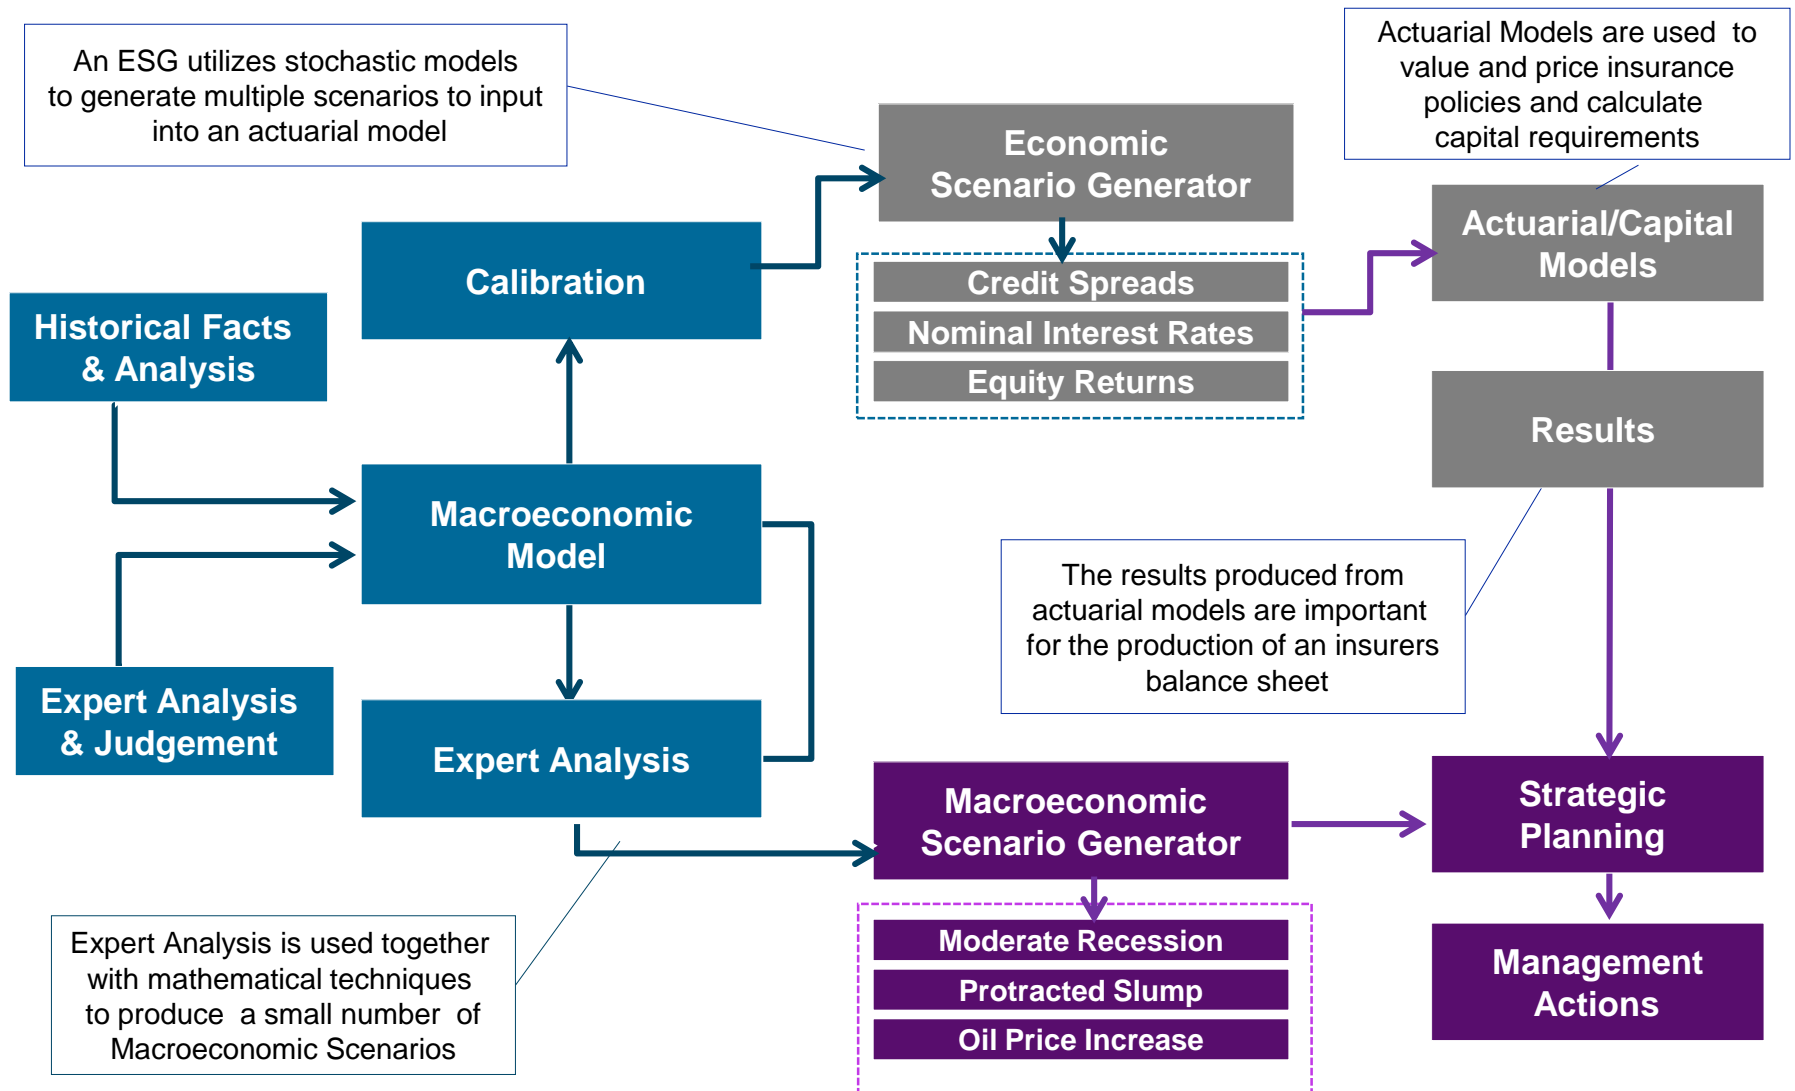 An ESG utilizes stochastic models
to generate multiple scenarios to input
into an actuarial model
Actuarial Models are used to
value and price insurance
policies and calculate
capital requirements
Economic
Scenario Generator
Actuarial/Capital
Models
Calibration
Credit Spreads
Nominal Interest Rates
Equity Returns
Historical Facts
& Analysis
Results
Macroeconomic
Model
The results produced from
actuarial models are important
for the production of an insurers
balance sheet
Expert Analysis
& Judgement
Expert Analysis
Macroeconomic
Scenario Generator
Strategic
Planning
Expert Analysis is used together
with mathematical techniques
to produce a small number of
Macroeconomic Scenarios
Moderate Recession
Protracted Slump
Oil Price Increase
Management
Actions